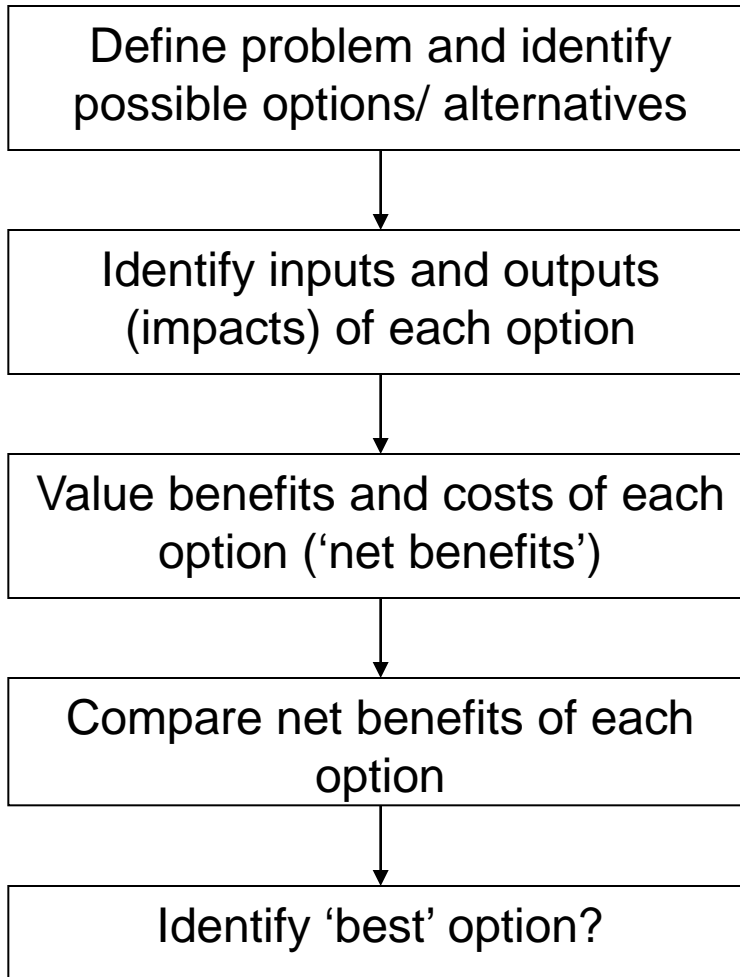 Define problem and identify
possible options/ alternatives
Identify inputs and outputs
(impacts) of each option
Value benefits and costs of each
option (‘net benefits’)
Compare net benefits of each
option
Identify ‘best’ option?